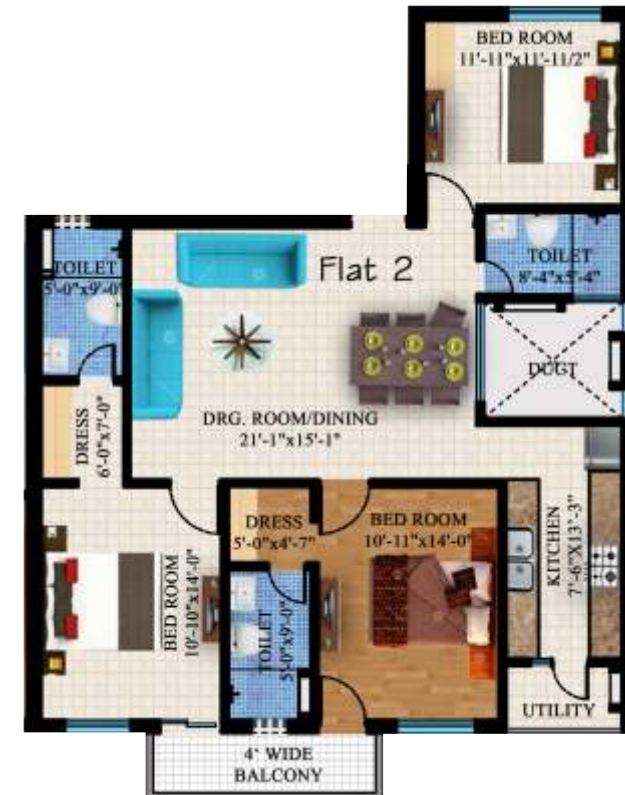 BED ROOM
11'-11"x11'-11/2"
Flat 2
TOILET
5'-0"x9'-0"
TOILET
8'-4"x5'-4"
DUCT
DRG. ROOM/DINING
21'-1"x15'-1"
DRESS
6'-0"x7'-0"
DRESS
5'-0"x4'-7"
BED ROOM
10'-11"x14'-0"
KITCHEN
7'-6"X13'-3"
BED ROOM
10'-10"x14'-0"
TOILET
5'-0"x9'-0"
UTILITY
4' WIDE
BALCONY